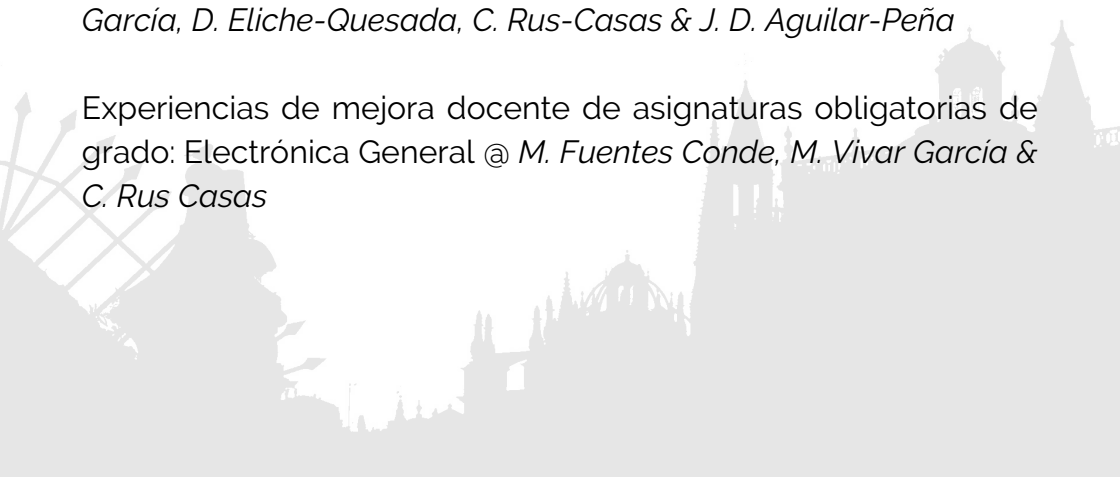 García, D. Eliche-Quesada, C. Rus-Casas & J. D. Aguilar-Peña
Experiencias de mejora docente de asignaturas obligatorias de
grado: Electrónica General @ M. Fuentes Conde, M. Vivar García &
C. Rus Casas